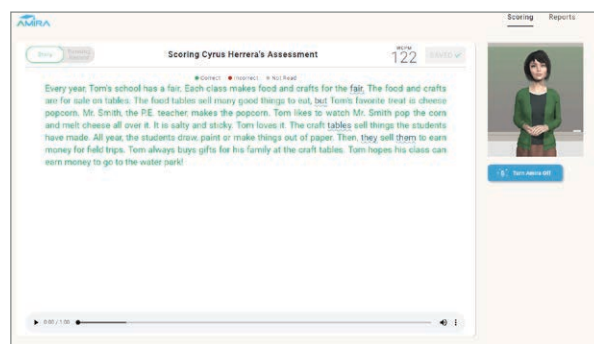 AMIRA
Scoring Reports
Story
Scoring Cyrus Herrera's Assessment
WCPM
122
Correct Incorrect Not Read
Every year, Tom's school has a fair. Each class makes food and crafts for the fair. The food and crafts
are for sale on tables. The food tables sell many good things to eat, but Tom's favorite treat is cheese
popcorn. Mr. Smith, the P.E. teacher, makes the popcorn. Tom likes to watch Mr. Smith pop the corn
and melt cheese all over it. It is salty and sticky. Tom loves it. The craft tables sell things the students
have made. All year, the students draw, paint or make things out of paper. Then, they sell them to earn
money for field trips. Tom always buys gifts for his family at the craft tables. Tom hopes his class can
earn money to go to the water park!
Turn Amira Off
0:00 / 1:00